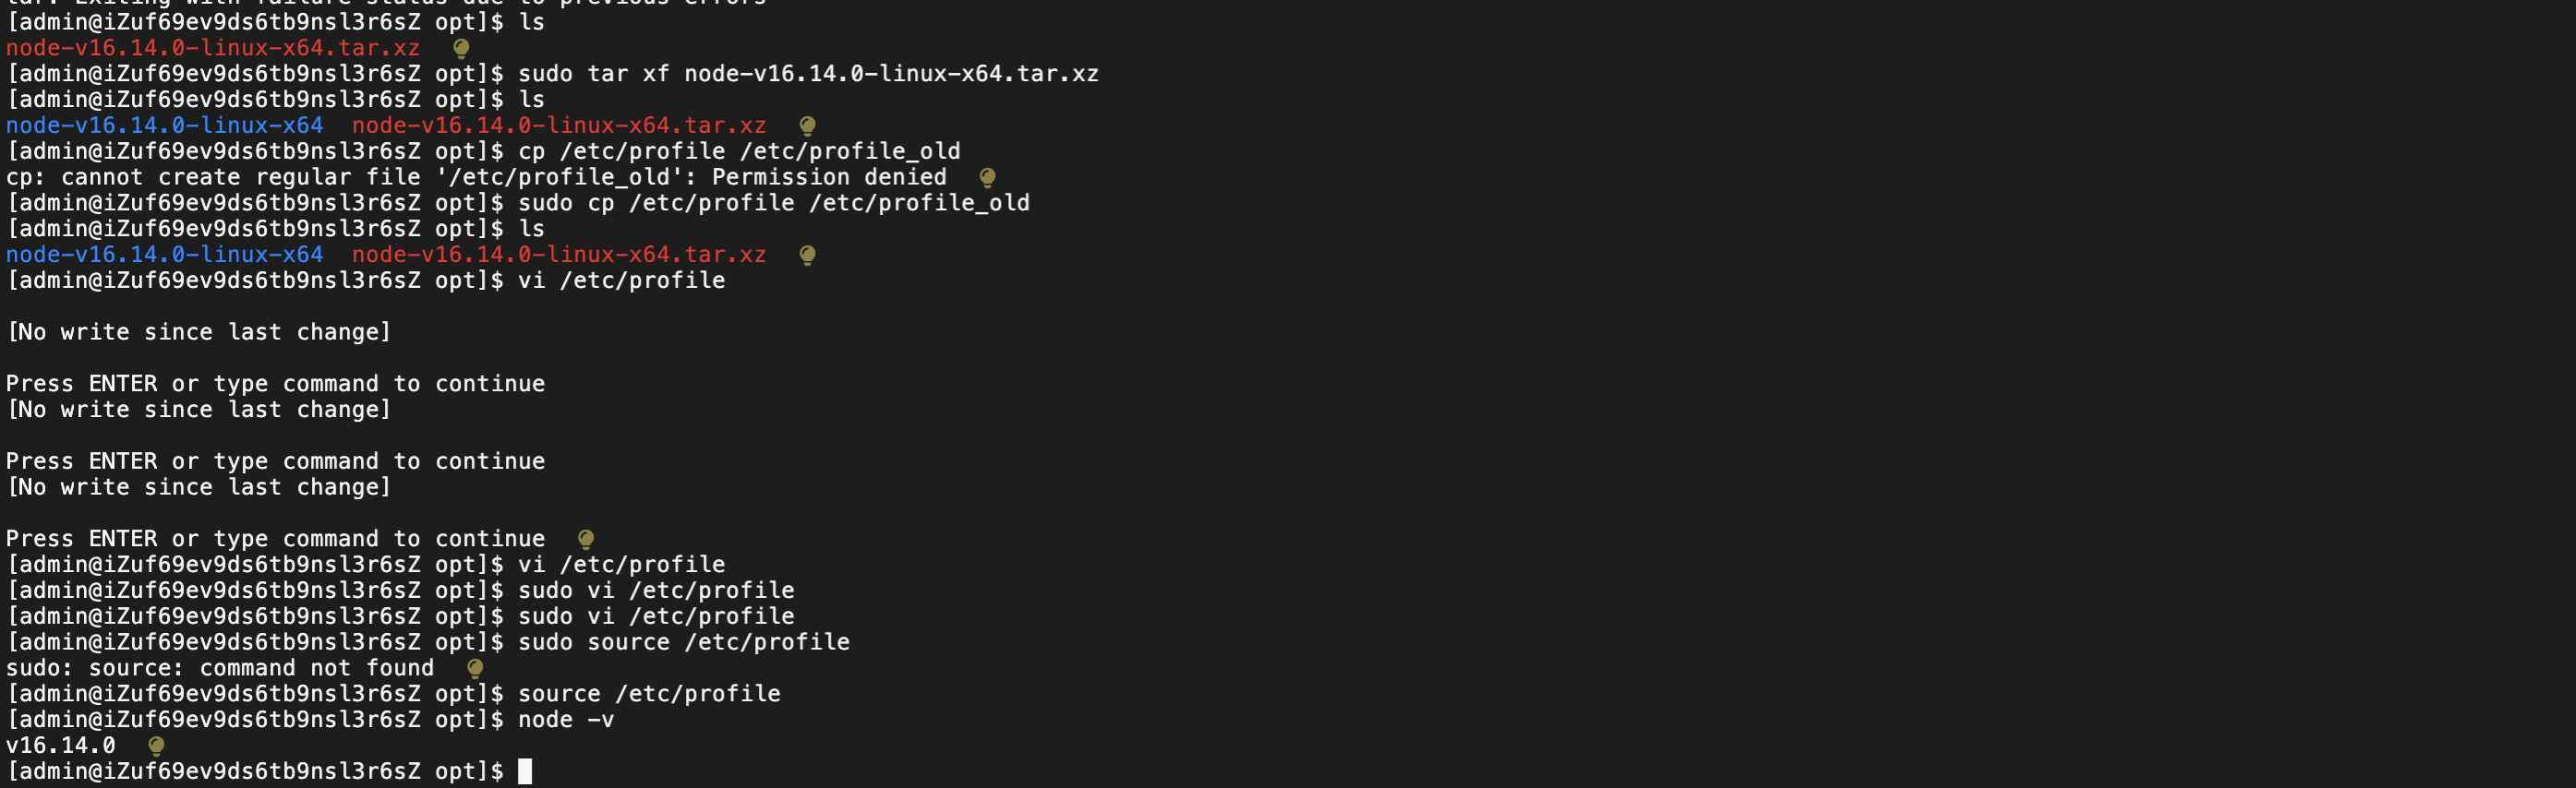 tar: Exiting with failure status due to previous errors
[admin@iZuf69ev9ds6tb9nsl3r6sZ opt]$ ls
node-v16.14.0-linux-x64.tar.xz
[admin@iZuf69ev9ds6tb9nsl3r6sZ opt]$ sudo tar xf node-v16.14.0-linux-x64.tar.xz
[admin@iZuf69ev9ds6tb9nsl3r6sZ opt]$ ls
node-v16.14.0-linux-x64  node-v16.14.0-linux-x64.tar.xz
[admin@iZuf69ev9ds6tb9nsl3r6sZ opt]$ cp /etc/profile /etc/profile_old
cp: cannot create regular file '/etc/profile_old': Permission denied
[admin@iZuf69ev9ds6tb9nsl3r6sZ opt]$ sudo cp /etc/profile /etc/profile_old
[admin@iZuf69ev9ds6tb9nsl3r6sZ opt]$ ls
node-v16.14.0-linux-x64  node-v16.14.0-linux-x64.tar.xz
[admin@iZuf69ev9ds6tb9nsl3r6sZ opt]$ vi /etc/profile
[No write since last change]
Press ENTER or type command to continue
[No write since last change]
Press ENTER or type command to continue
[No write since last change]
Press ENTER or type command to continue
[admin@iZuf69ev9ds6tb9nsl3r6sZ opt]$ vi /etc/profile
[admin@iZuf69ev9ds6tb9nsl3r6sZ opt]$ sudo vi /etc/profile
[admin@iZuf69ev9ds6tb9nsl3r6sZ opt]$ sudo vi /etc/profile
[admin@iZuf69ev9ds6tb9nsl3r6sZ opt]$ sudo source /etc/profile
sudo: source: command not found
[admin@iZuf69ev9ds6tb9nsl3r6sZ opt]$ source /etc/profile
[admin@iZuf69ev9ds6tb9nsl3r6sZ opt]$ node -v
v16.14.0
[admin@iZuf69ev9ds6tb9nsl3r6sZ opt]$